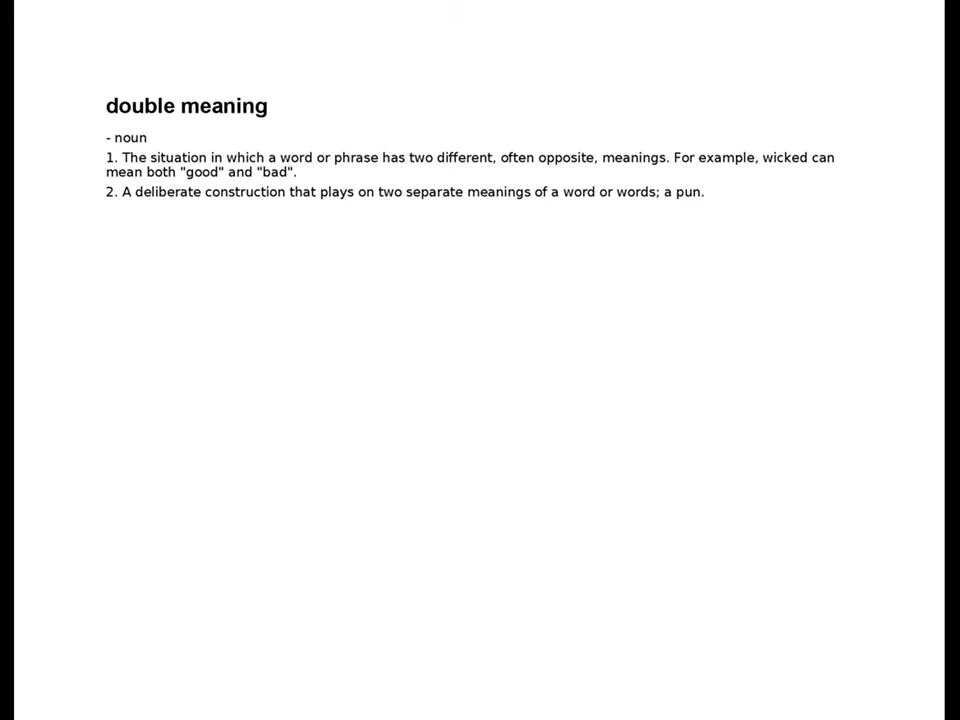 double meaning
- noun
1. The situation in which a word or phrase has two different, often opposite, meanings. For example, wicked can
mean both "good" and "bad".
2. A deliberate construction that plays on two separate meanings of a word or words; a pun.